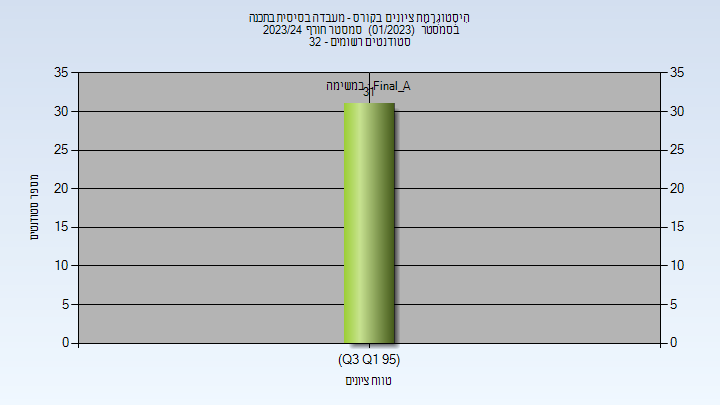 היסטוגרמת ציונים בקורס - מעבדה בסיסית בתכנה
בסמסטר (01/2023) סמסטר חורף 2023/24
סטודנטים רשומים - 32
במשימה : Final_A
31
35
30
25
20
15
10
5
0
35
30
25
20
15
10
5
0
מספר סטודנטים
(Q3 Q1 95)
טווח ציונים